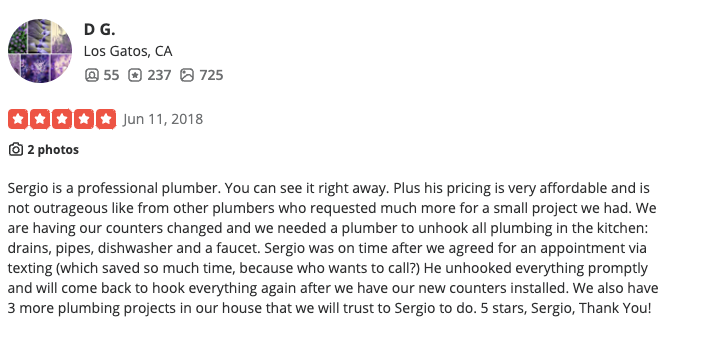 D G.
Los Gatos, CA
55 237 725
Jun 11, 2018
2 photos
Sergio is a professional plumber. You can see it right away. Plus his pricing is very affordable and is
not outrageous like from other plumbers who requested much more for a small project we had. We
are having our counters changed and we needed a plumber to unhook all plumbing in the kitchen:
drains, pipes, dishwasher and a faucet. Sergio was on time after we agreed for an appointment via
texting (which saved so much time, because who wants to call?) He unhooked everything promptly
and will come back to hook everything again after we have our new counters installed. We also have
3 more plumbing projects in our house that we will trust to Sergio to do. 5 stars, Sergio, Thank You!